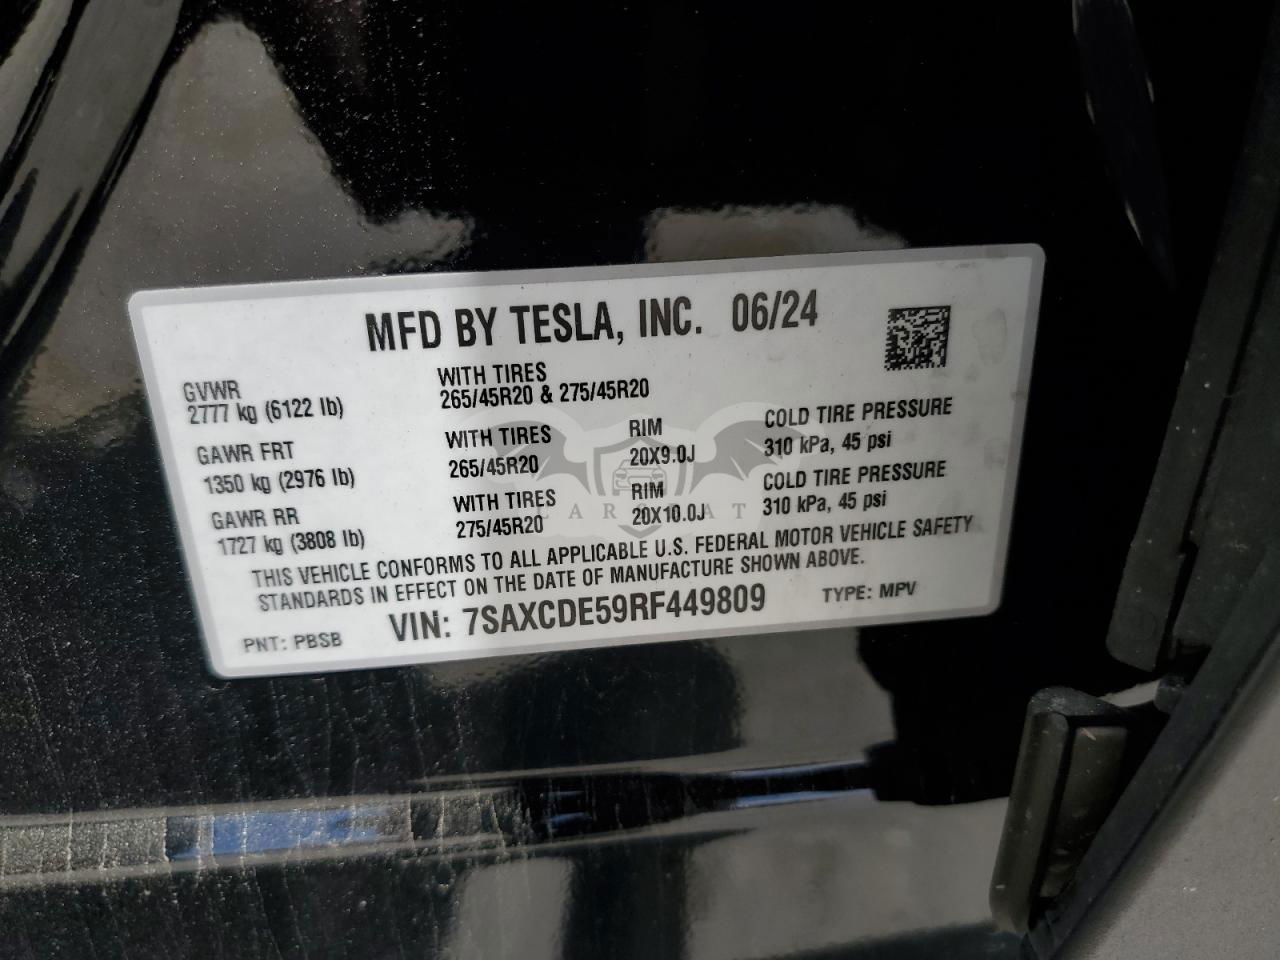 MFD BY TESLA, INC. 06/24
GVWR
2777 kg (6122 lb)
WITH TIRES
265/45R20 & 275/45R20
GAWR FRT
1350 kg (2976 lb)
WITH TIRES
265/45R20
RIM
20X9.0J
COLD TIRE PRESSURE
310 kPa, 45 psi
GAWR RR
1727 kg (3808 lb)
WITH TIRES
275/45R20
RIM
20X10.0J
COLD TIRE PRESSURE
310 kPa, 45 psi
THIS VEHICLE CONFORMS TO ALL APPLICABLE U.S. FEDERAL MOTOR VEHICLE SAFETY
STANDARDS IN EFFECT ON THE DATE OF MANUFACTURE SHOWN ABOVE.
PNT: PBSB
VIN: 7SAXCDE59RF449809
TYPE: MPV